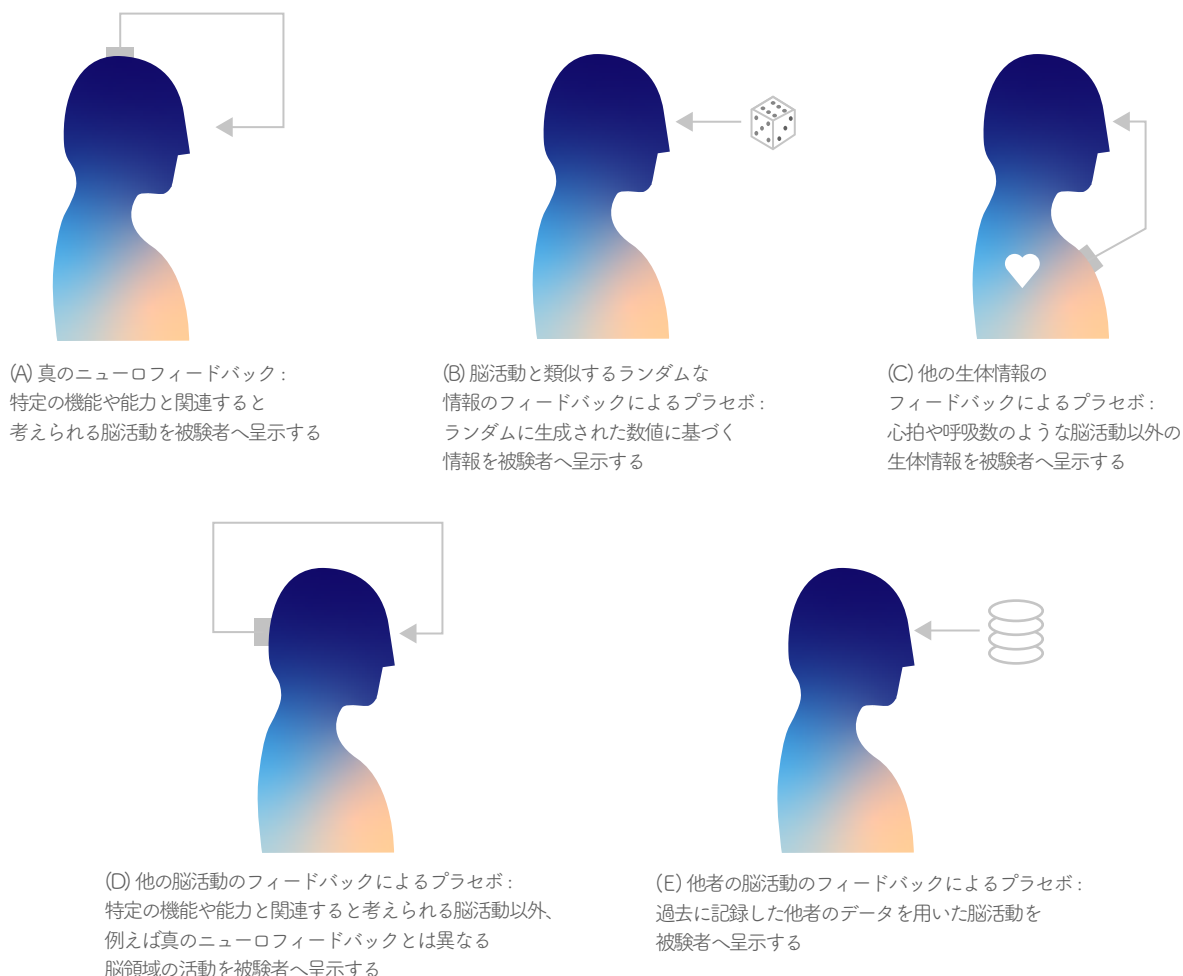 (A) 真のニューロフィードバック：
特定の機能や能力と関連すると
考えられる脳活動を被験者へ呈示する
(B) 脳活動と類似するランダムな
情報のフィードバックによるプラセボ：
ランダムに生成された数値に基づく
情報を被験者へ呈示する
(C) 他の生体情報の
フィードバックによるプラセボ：
心拍や呼吸数のような脳活動以外の
生体情報を被験者へ呈示する
(D) 他の脳活動のフィードバックによるプラセボ：
特定の機能や能力と関連すると考えられる脳活動以外、
例えば真のニューロフィードバックとは異なる
脳領域の活動を被験者へ呈示する
(E) 他者の脳活動のフィードバックによるプラセボ：
過去に記録した他者のデータを用いた脳活動を
被験者へ呈示する